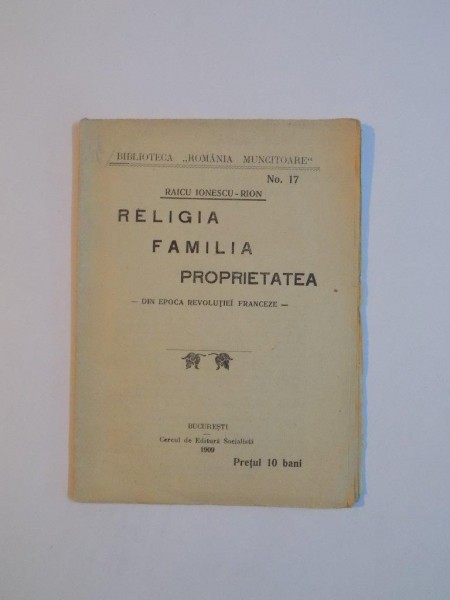 BIBLIOTECA „ROMÂNIA MUNCITOARE“
No. 17
RAICU IONESCU-RION
RELIGIA
FAMILIA
PROPRIETATEA
— DIN EPOCA REVOLUȚIEĬ FRANCEZE —
BUCUREȘTI
Cercul de Editură Socialistă
1909
Prețul 10 bani